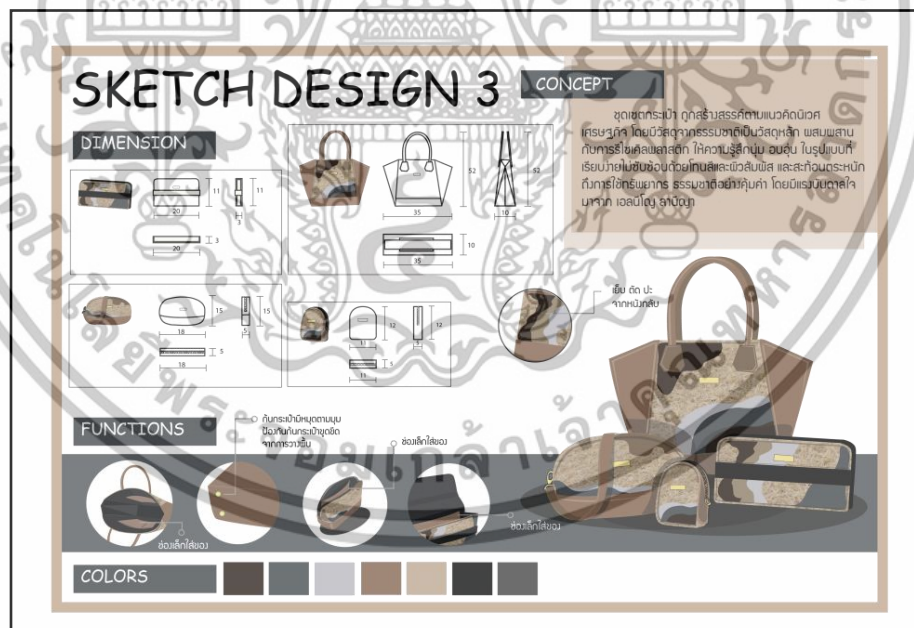 SKETCH DESIGN 3
CONCEPT
ชุดเซตกระเป๋า ถูกสร้างสรรค์ตามแนวคิดนิเวศ
เศรษฐกิจ โดยมีวัสดุจากธรรมชาติเป็นวัสดุหลัก ผสมผสาน
กับการรีไซเคิลพลาสติก ให้ความรู้สึกนุ่ม อบอุ่น ในรูปแบบที่
เรียบง่ายไม่ซับซ้อนด้วยโทนสีและผิวสัมผัส และสะท้อนตระหนัก
ถึงการใช้ทรัพยากร ธรรมชาติอย่างคุ้มค่า โดยมีแรงบันดาลใจ
มาจาก เอลนีโญ ลานีญา
DIMENSION
11
11
20
3
3
20
52
52
35
10
10
35
15
15
18
5
5
18
12
12
11
5
11
เย็บ ตัด ปะ
จากหนังกลับ
FUNCTIONS
ก้นกระเป๋ามีหมุดตามมุม
ป้องกันก้นกระเป๋าขูดขีด
จากการวางพื้น
ช่องเล็กใส่ของ
ช่องเล็กใส่ของ
ช่องเล็กใส่ของ
COLORS